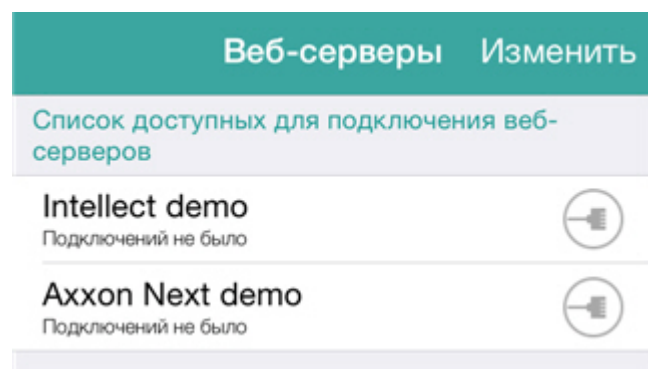 Веб-серверы Изменить
Список доступных для подключения веб-
серверов
Intellect demo
Подключений не было
Axxon Next demo
Подключений не было